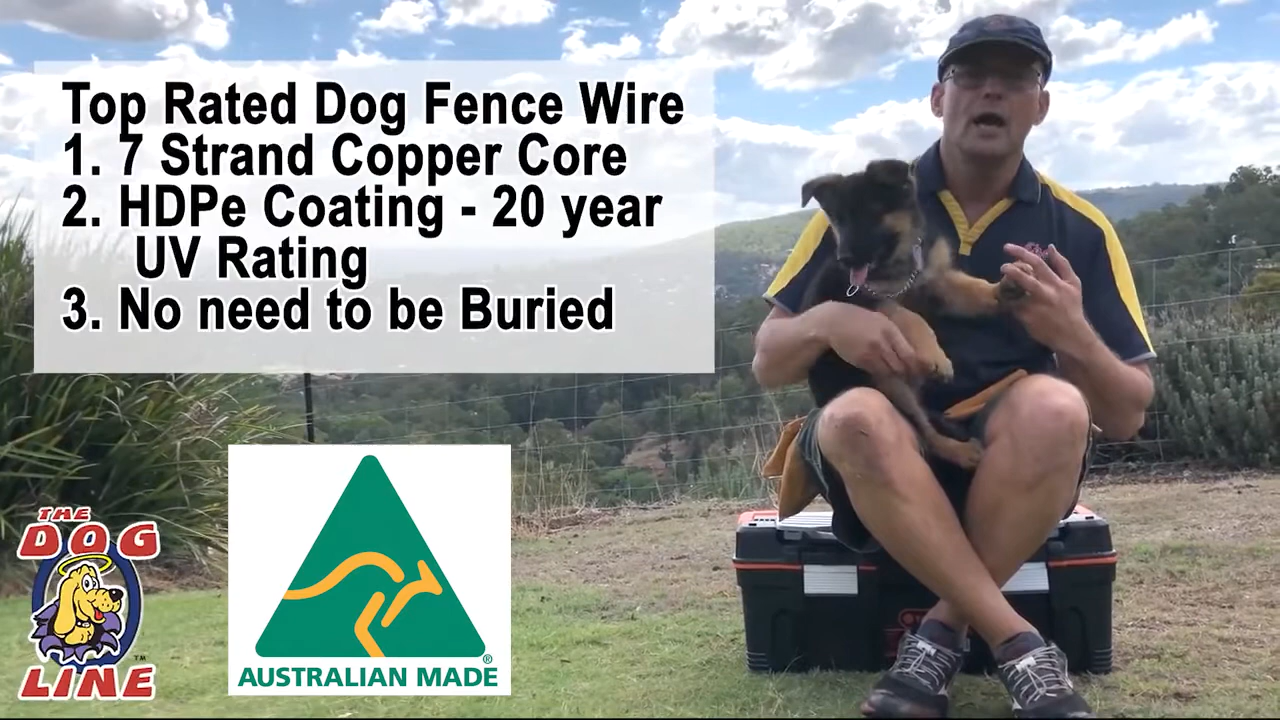 Top Rated Dog Fence Wire
1. 7 Strand Copper Core
2. HDPe Coating - 20 year
UV Rating
3. No need to be Buried
THE
DOG
LINE
TM
AUSTRALIAN MADE
®